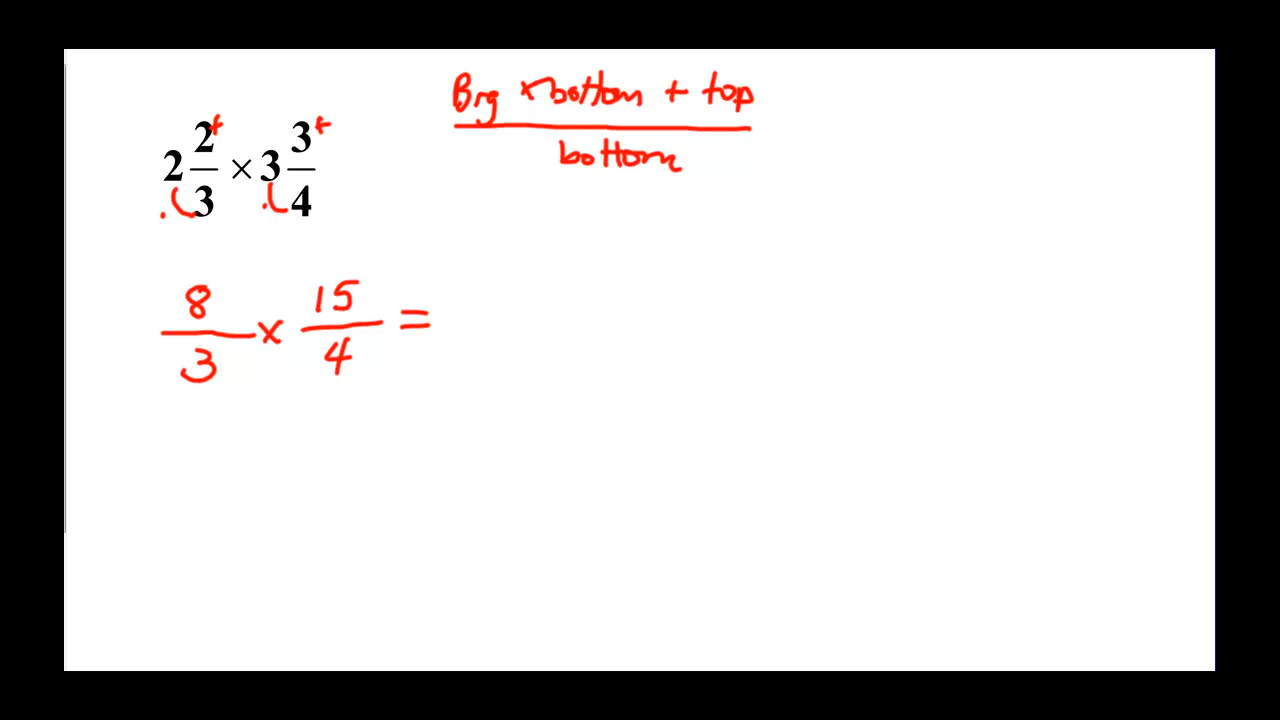 Big × bottom + top
bottom
2 2/3 × 3 3/4
8/3 × 15/4 =